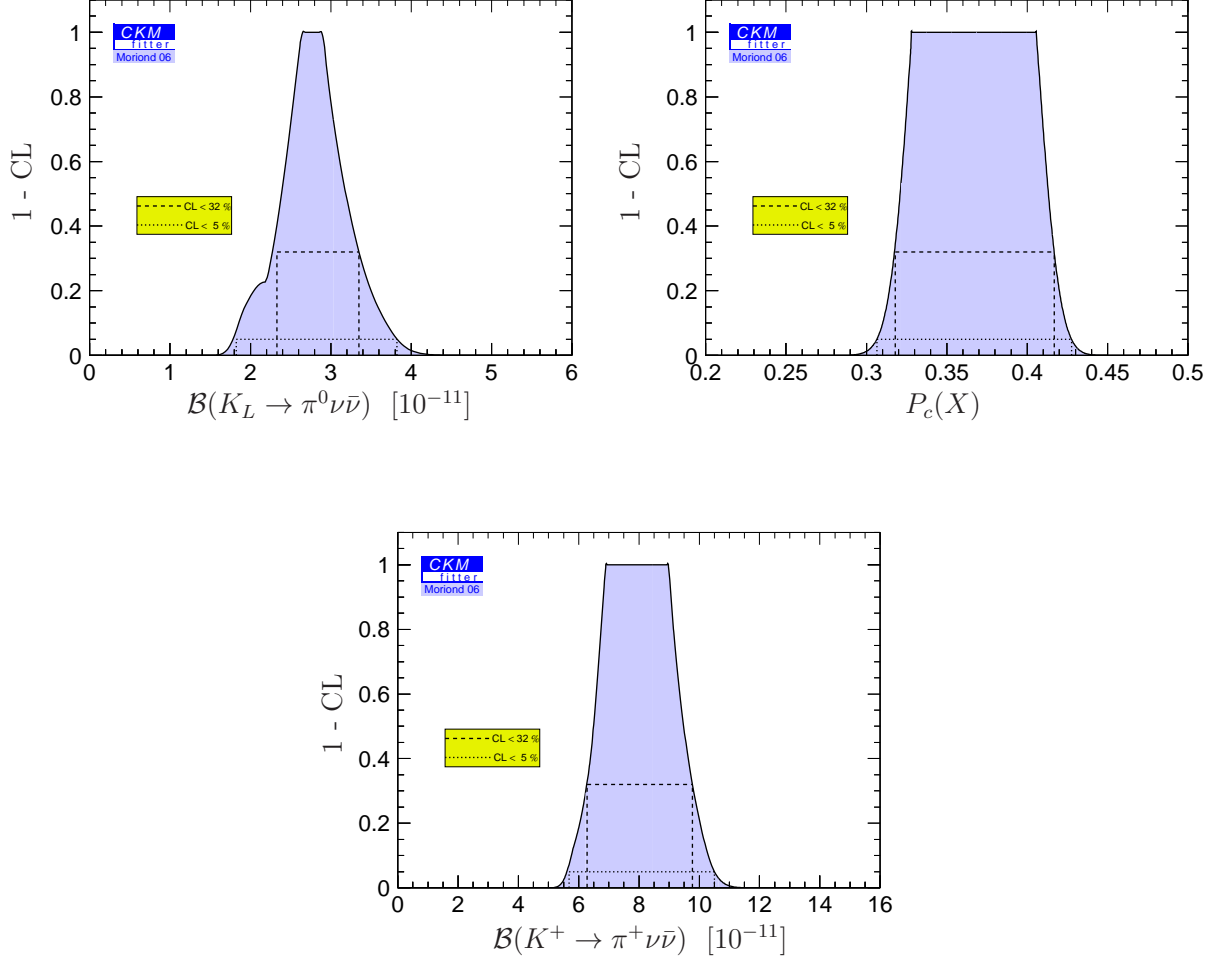 1 - CL
1
0.8
0.6
0.4
0.2
0
CKM
fitter
Moriond 06
CL < 32 %
CL < 5 %
0 1 2 3 4 5 6
B(K_L → π⁰νν̄) [10⁻¹¹]
1 - CL
1
0.8
0.6
0.4
0.2
0
CKM
fitter
Moriond 06
CL < 32 %
CL < 5 %
0.2 0.25 0.3 0.35 0.4 0.45 0.5
P_c(X)
1 - CL
1
0.8
0.6
0.4
0.2
0
CKM
fitter
Moriond 06
CL < 32 %
CL < 5 %
0 2 4 6 8 10 12 14 16
B(K⁺ → π⁺νν̄) [10⁻¹¹]